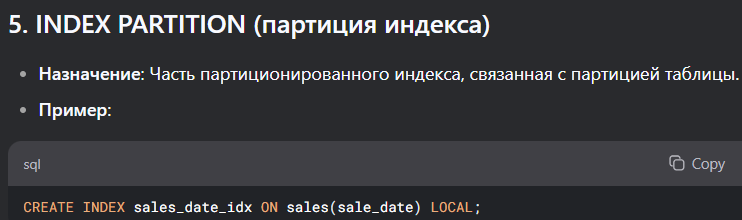 5. INDEX PARTITION (партиция индекса)
• Назначение: Часть партиционированного индекса, связанная с партицией таблицы.
• Пример:
sql Copy
CREATE INDEX sales_date_idx ON sales(sale_date) LOCAL;